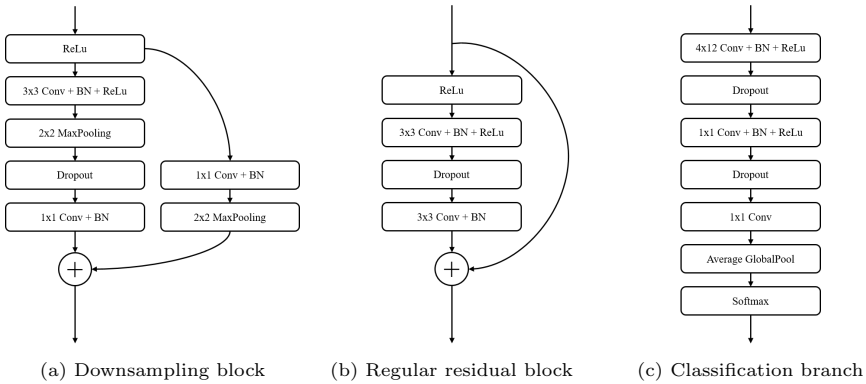 ReLu
3x3 Conv + BN + ReLu
2x2 MaxPooling
Dropout
1x1 Conv + BN
1x1 Conv + BN
2x2 MaxPooling
(a) Downsampling block
ReLu
3x3 Conv + BN + ReLu
Dropout
3x3 Conv + BN
(b) Regular residual block
4x12 Conv + BN + ReLu
Dropout
1x1 Conv + BN + ReLu
Dropout
1x1 Conv
Average GlobalPool
Softmax
(c) Classification branch